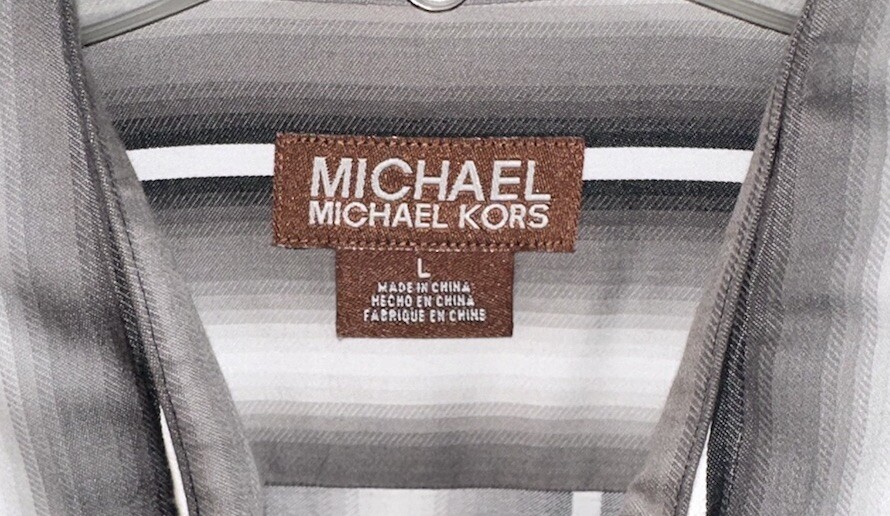 MICHAEL
MICHAEL KORS
L
MADE IN CHINA
HECHO EN CHINA
FABRIQUE EN CHINE